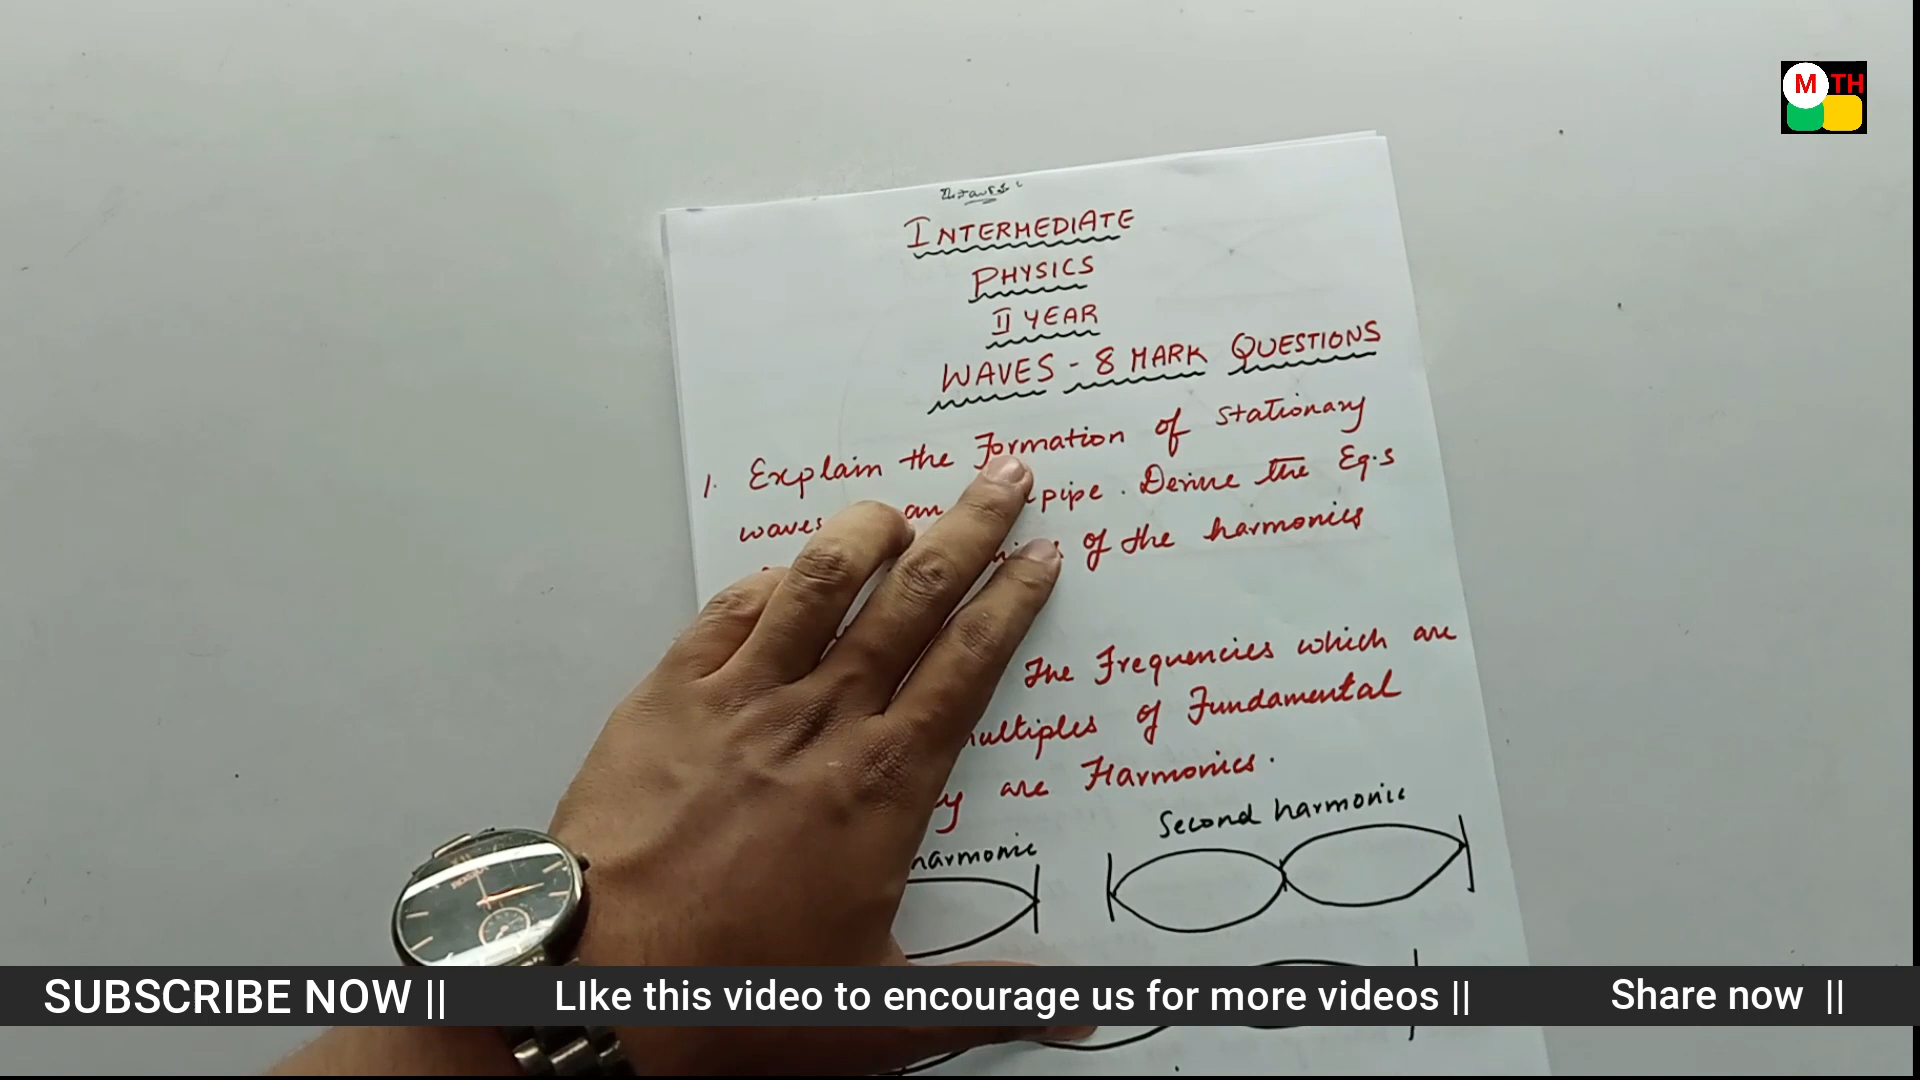 M TH
INTERMEDIATE
PHYSICS
II YEAR
WAVES - 8 MARK QUESTIONS
1. Explain the Formation of stationary
waves an pipe. Derive the Eq.s
of the harmonics
The Frequencies which are
multiples of Fundamental
are Harmonics.
harmonic Second harmonic
SUBSCRIBE NOW || LIke this video to encourage us for more videos || Share now ||